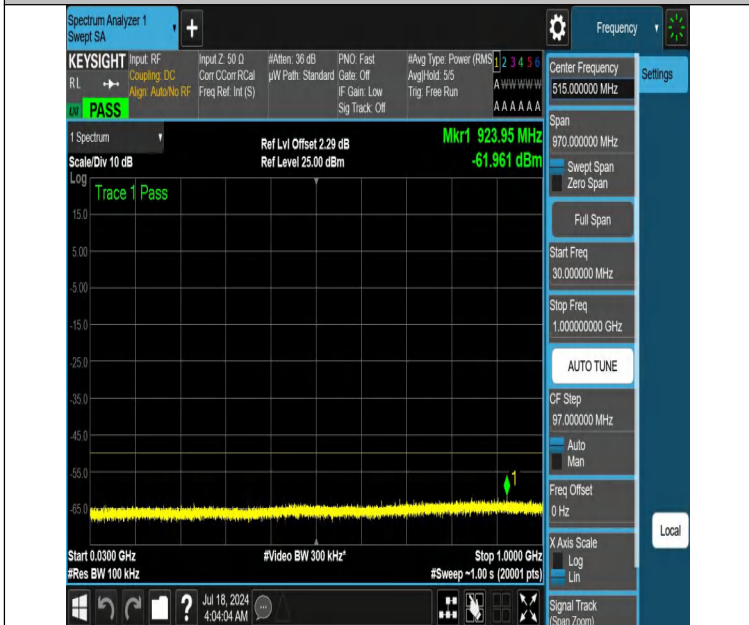 Spectrum Analyzer 1
Swept SA
+
Frequency
KEYSIGHT
RL
PASS
Input: RF
Coupling: DC
Align: Auto/No RF
Input Z: 50 Ω
Corr CCorr RCal
Freq Ref: Int (S)
#Atten: 36 dB
µW Path: Standard
PNO: Fast
Gate: Off
IF Gain: Low
Sig Track: Off
#Avg Type: Power (RMS
Avg|Hold: 5/5
Trig: Free Run
1 2 3 4 5 6
A W W W W W
A A A A A A
1 Spectrum
Scale/Div 10 dB
Ref Lvl Offset 2.29 dB
Ref Level 25.00 dBm
Mkr1 923.95 MHz
-61.961 dBm
Log
Trace 1 Pass
15.0
5.00
-5.00
-15.0
-25.0
-35.0
-45.0
-55.0
-65.0
1
Start 0.0300 GHz
#Res BW 100 kHz
#Video BW 300 kHz*
Stop 1.0000 GHz
#Sweep ~1.00 s (20001 pts)
Jul 18, 2024
4:04:04 AM
Center Frequency
515.000000 MHz
Settings
Span
970.000000 MHz
Swept Span
Zero Span
Full Span
Start Freq
30.000000 MHz
Stop Freq
1.000000000 GHz
AUTO TUNE
CF Step
97.000000 MHz
Auto
Man
Freq Offset
0 Hz
X Axis Scale
Log
Lin
Local
Signal Track
(Span Zoom)